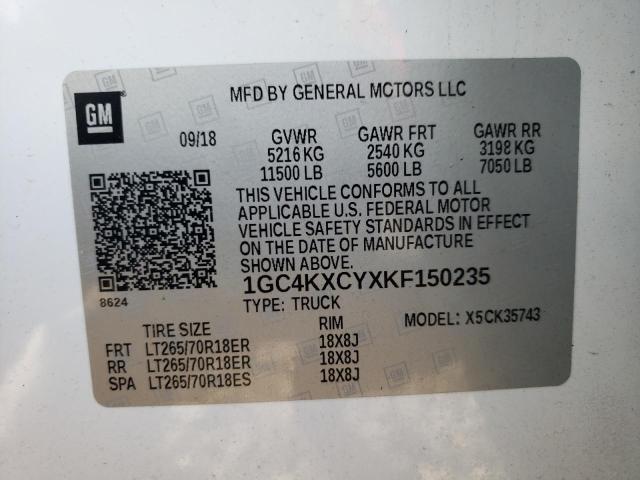 GM
MFD BY GENERAL MOTORS LLC
09/18 GVWR GAWR FRT GAWR RR
5216 KG 2540 KG 3198 KG
11500 LB 5600 LB 7050 LB
THIS VEHICLE CONFORMS TO ALL
APPLICABLE U.S. FEDERAL MOTOR
VEHICLE SAFETY STANDARDS IN EFFECT
ON THE DATE OF MANUFACTURE
SHOWN ABOVE.
1GC4KXCYXKF150235
8624
TYPE: TRUCK MODEL: X5CK35743
TIRE SIZE RIM
FRT LT265/70R18ER 18X8J
RR LT265/70R18ER 18X8J
SPA LT265/70R18ES 18X8J